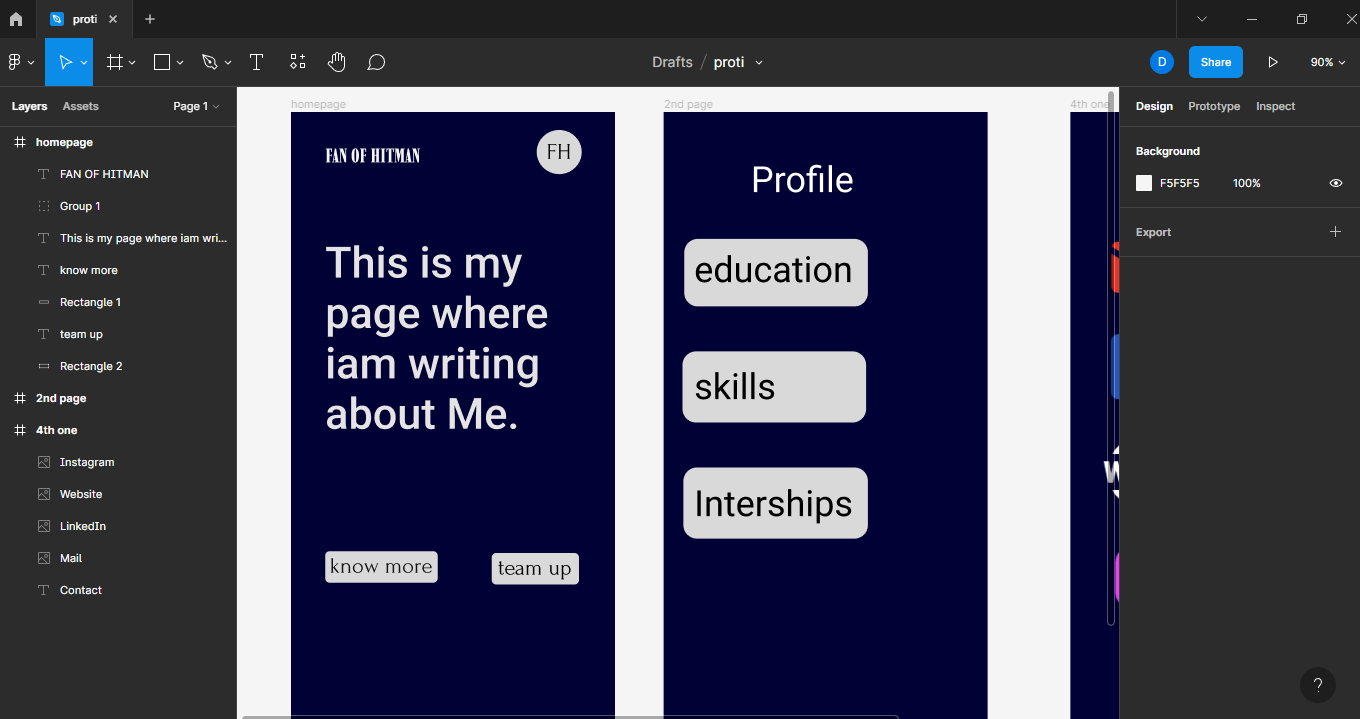 proti
Drafts / proti
D
Share
90%
Layers
Assets
Page 1
homepage
FAN OF HITMAN
Group 1
This is my page where iam wri...
know more
Rectangle 1
team up
Rectangle 2
2nd page
4th one
Instagram
Website
LinkedIn
Mail
Contact
homepage
FAN OF HITMAN
FH
This is my
page where
iam writing
about Me.
know more
team up
2nd page
Profile
education
skills
Interships
4th one
W
Design
Prototype
Inspect
Background
F5F5F5
100%
Export
?